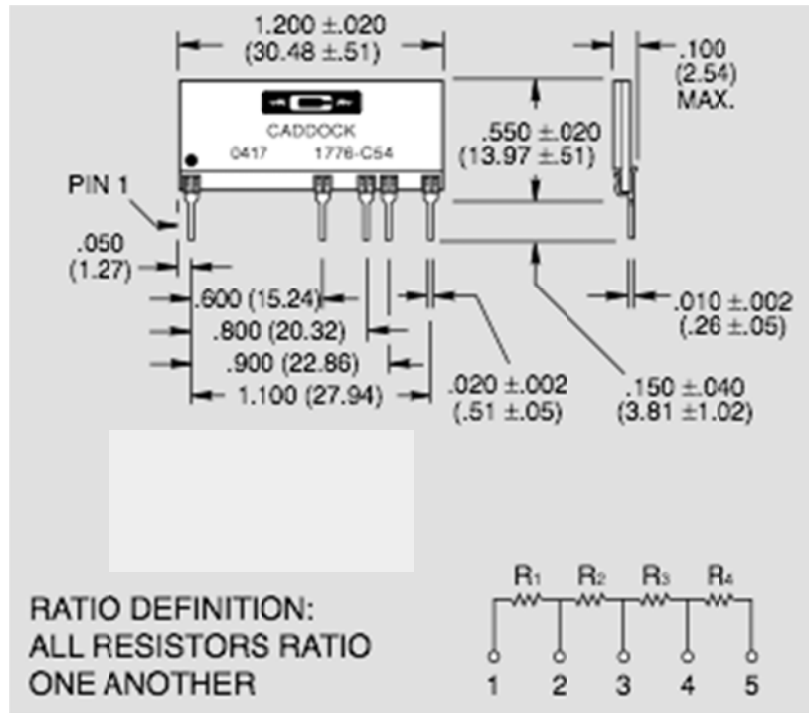 1.200 ±.020
(30.48 ±.51)
.100
(2.54)
MAX.
CADDOCK
0417 1776-C54
.550 ±.020
(13.97 ±.51)
PIN 1
.050
(1.27)
.600 (15.24)
.800 (20.32)
.900 (22.86)
1.100 (27.94)
.020 ±.002
(.51 ±.05)
.150 ±.040
(3.81 ±1.02)
.010 ±.002
(.26 ±.05)
R1 R2 R3 R4
1 2 3 4 5
RATIO DEFINITION:
ALL RESISTORS RATIO
ONE ANOTHER